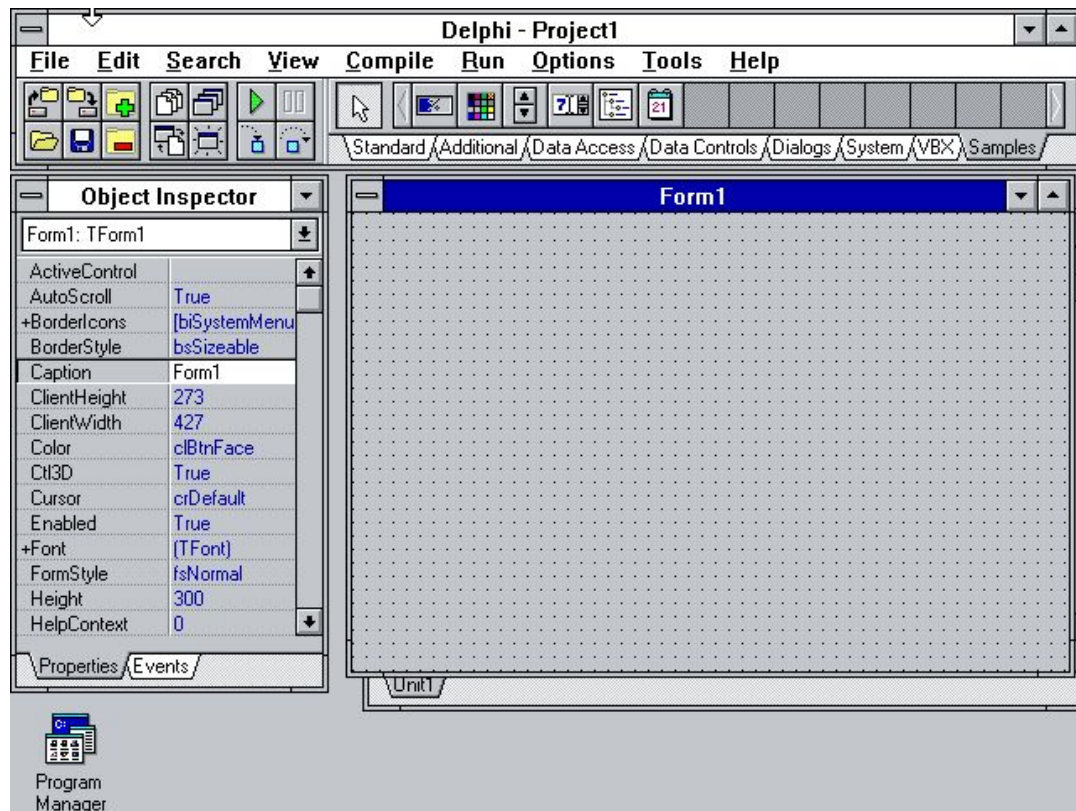 Delphi - Project1
File Edit Search View Compile Run Options Tools Help
7
21
Standard Additional Data Access Data Controls Dialogs System VBX Samples
Object Inspector
Form1: TForm1
ActiveControl
AutoScroll True
+BorderIcons [biSystemMenu
BorderStyle bsSizeable
Caption Form1
ClientHeight 273
ClientWidth 427
Color clBtnFace
Ctl3D True
Cursor crDefault
Enabled True
+Font (TFont)
FormStyle fsNormal
Height 300
HelpContext 0
Properties Events
Form1
Unit1
C:
Program
Manager